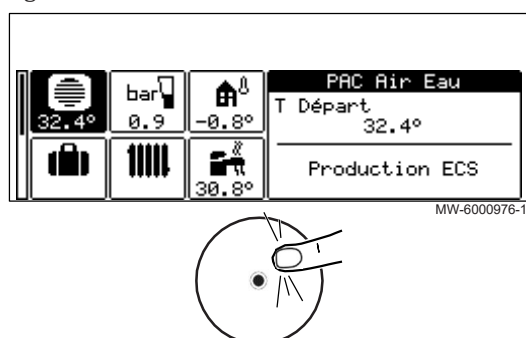 PAC Air Eau
bar
T Départ
32.4°
0.9
-0.8°
32.4°
Production ECS
30.8°
MW-6000976-1